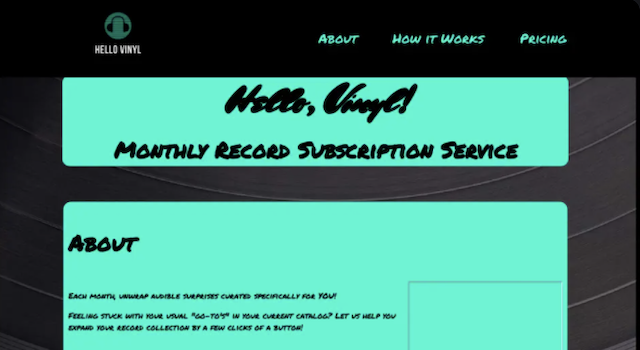 HELLO VINYL
About How it Works Pricing
Hello, Vinyl!
Monthly Record Subscription Service
About
Each month, unwrap audible surprises curated specifically for YOU!
Feeling stuck with your usual "go-to's" in your current catalog? Let us help you
expand your record collection by a few clicks of a button!